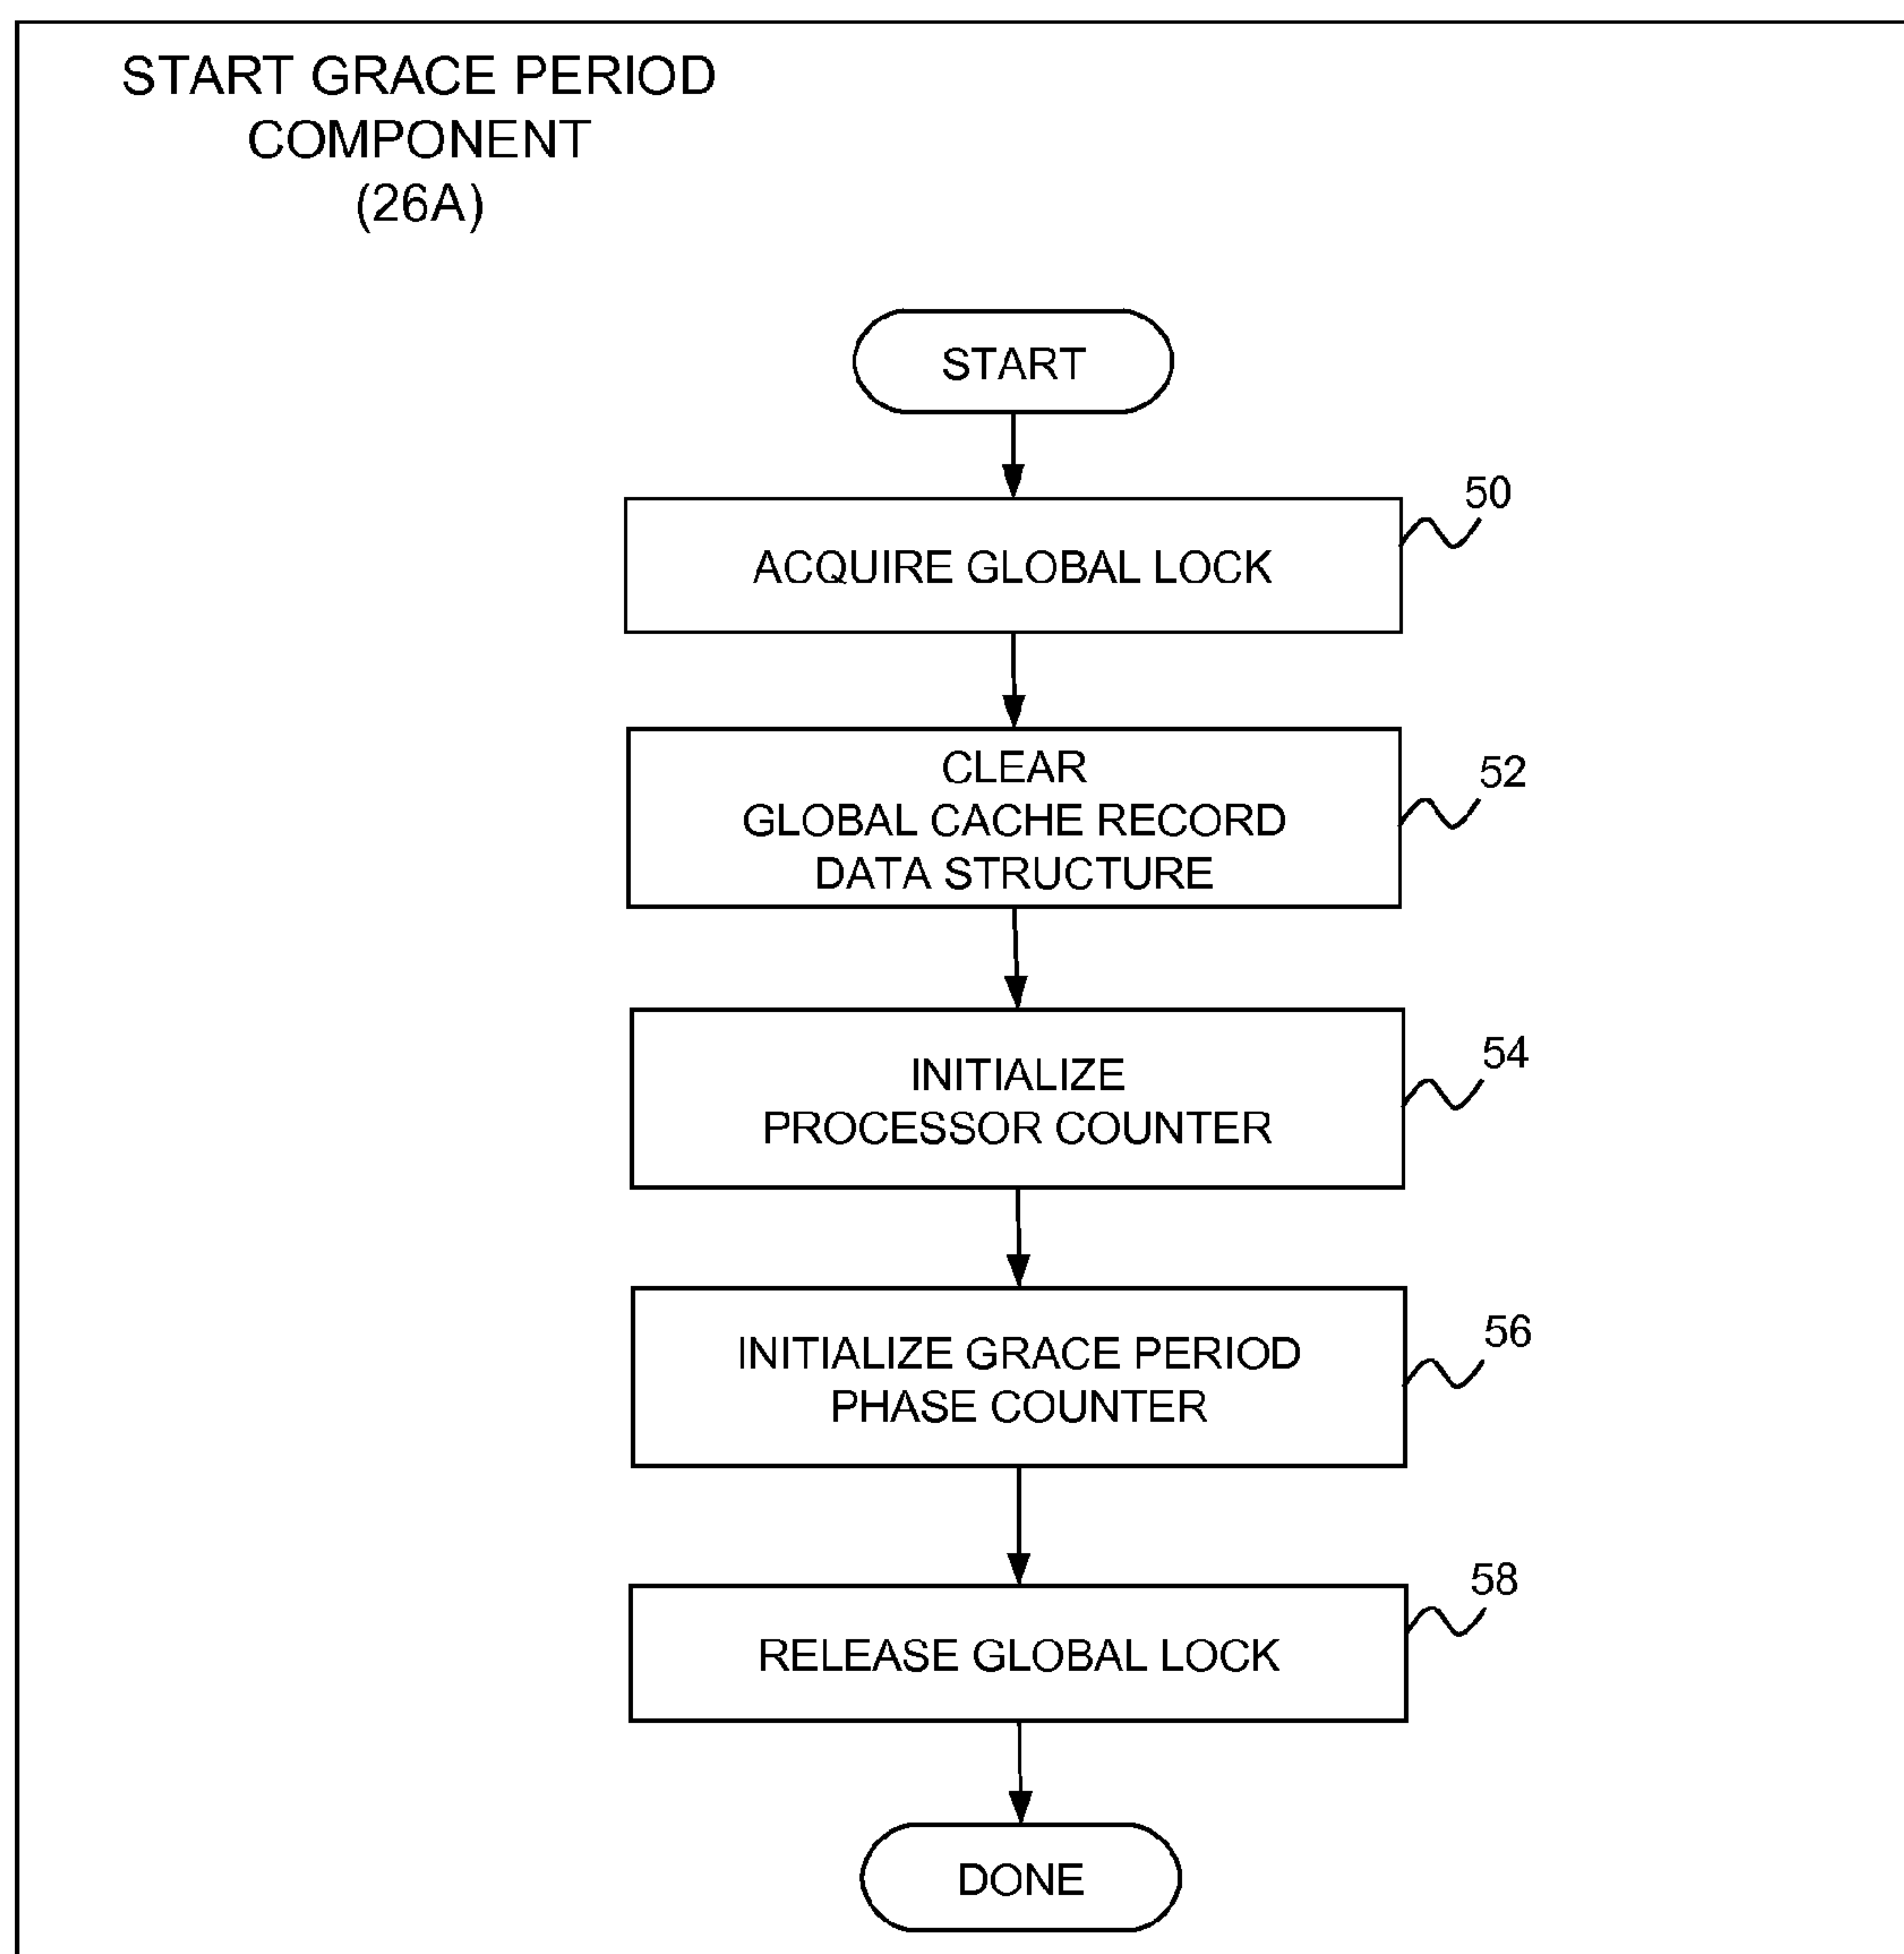 START GRACE PERIOD
COMPONENT
(26A)
START
50
ACQUIRE GLOBAL LOCK
52
CLEAR
GLOBAL CACHE RECORD
DATA STRUCTURE
54
INITIALIZE
PROCESSOR COUNTER
56
INITIALIZE GRACE PERIOD
PHASE COUNTER
58
RELEASE GLOBAL LOCK
DONE